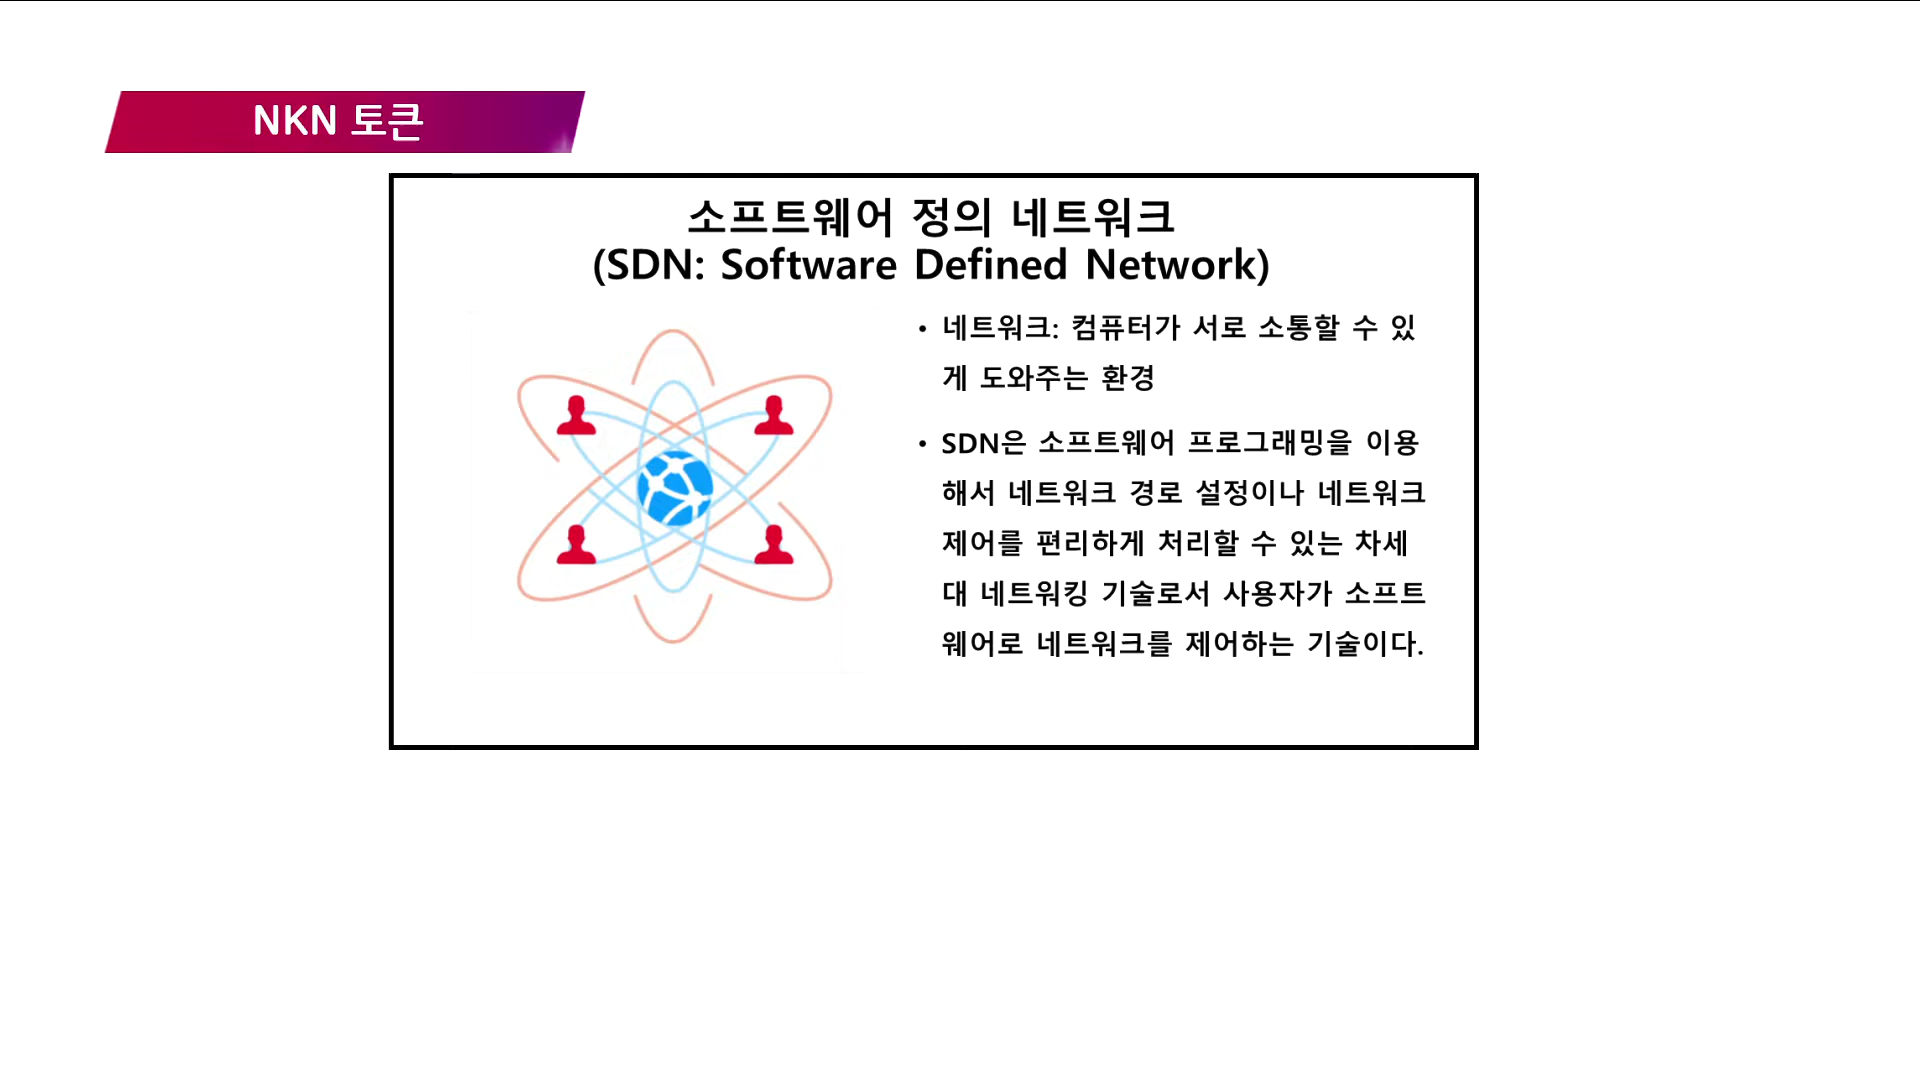 NKN 토큰
소프트웨어 정의 네트워크
(SDN: Software Defined Network)
• 네트워크: 컴퓨터가 서로 소통할 수 있
게 도와주는 환경
• SDN은 소프트웨어 프로그래밍을 이용
해서 네트워크 경로 설정이나 네트워크
제어를 편리하게 처리할 수 있는 차세
대 네트워킹 기술로서 사용자가 소프트
웨어로 네트워크를 제어하는 기술이다.